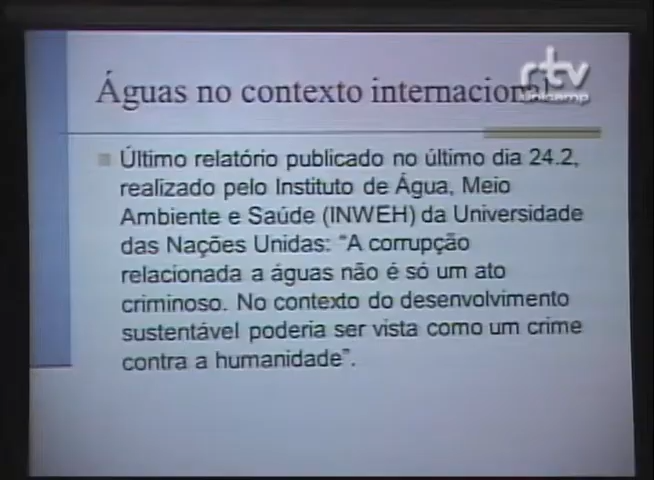 Águas no contexto internacional
rtv
unicamp
Último relatório publicado no último dia 24.2,
realizado pelo Instituto de Água, Meio
Ambiente e Saúde (INWEH) da Universidade
das Nações Unidas: “A corrupção
relacionada a águas não é só um ato
criminoso. No contexto do desenvolvimento
sustentável poderia ser vista como um crime
contra a humanidade”.